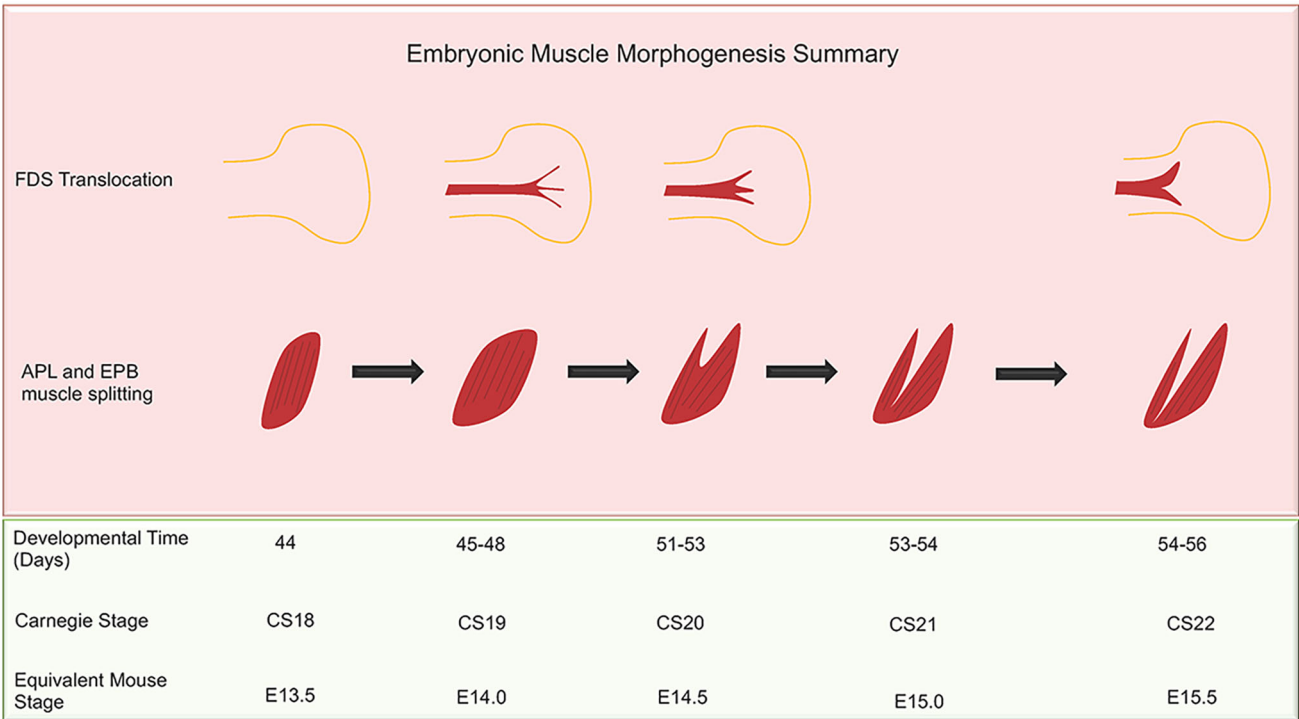 Embryonic Muscle Morphogenesis Summary
FDS Translocation
APL and EPB
muscle splitting
Developmental Time
(Days)
44
45-48
51-53
53-54
54-56
Carnegie Stage
CS18
CS19
CS20
CS21
CS22
Equivalent Mouse
Stage
E13.5
E14.0
E14.5
E15.0
E15.5